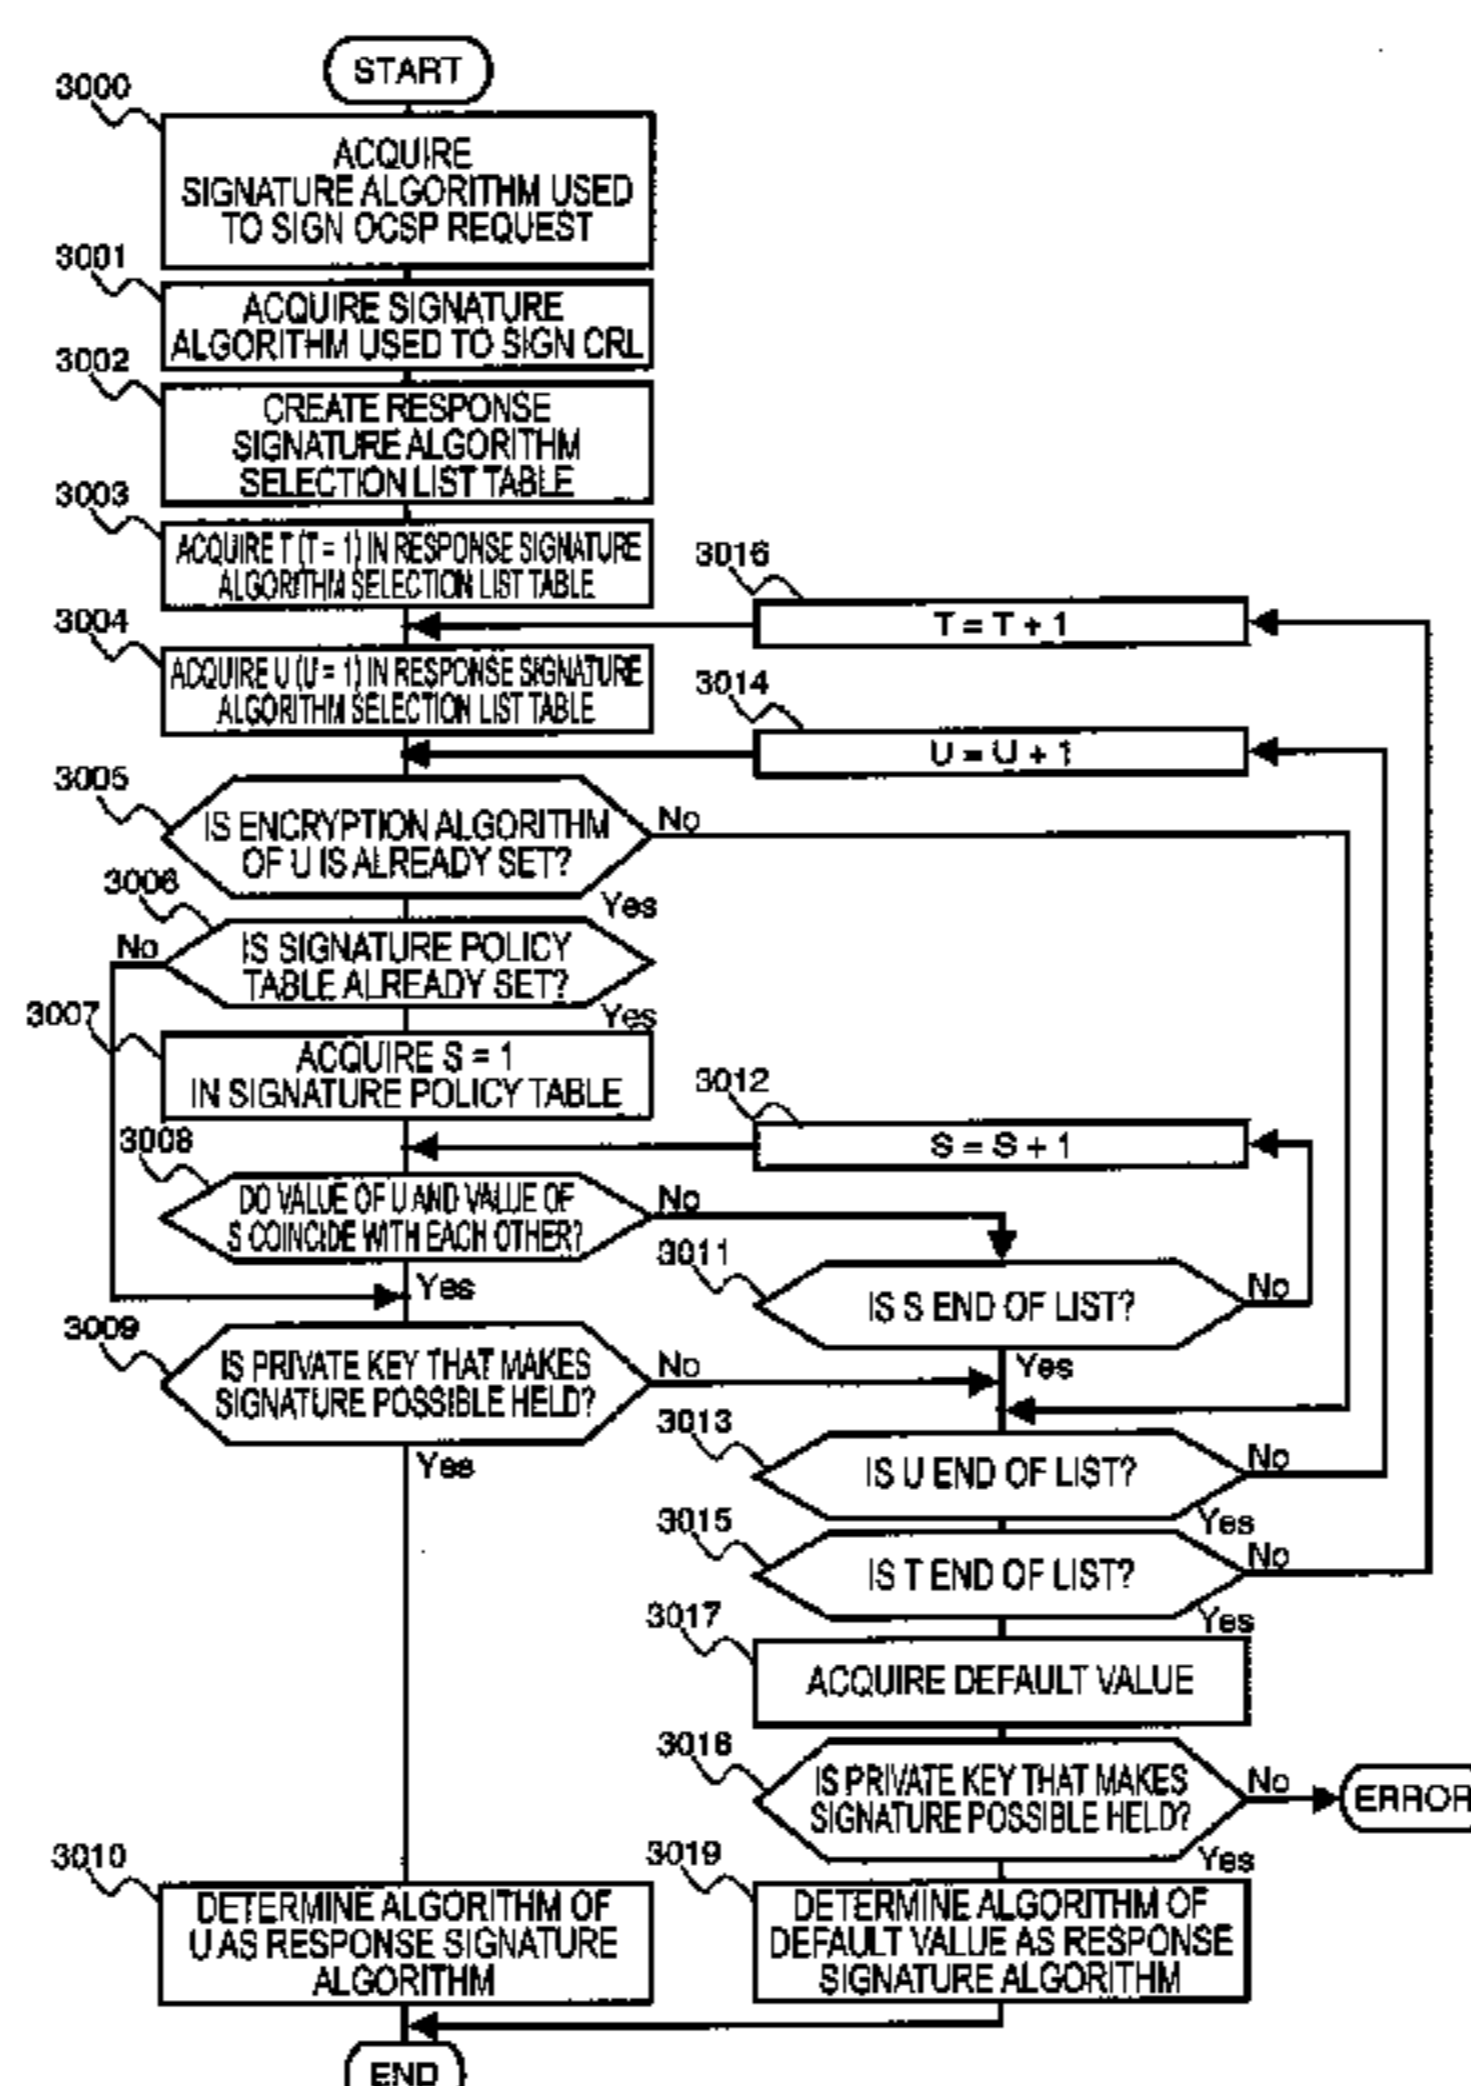 START
3000
ACQUIRE
SIGNATURE ALGORITHM USED
TO SIGN OCSP REQUEST
3001
ACQUIRE SIGNATURE
ALGORITHM USED TO SIGN CRL
3002
CREATE RESPONSE
SIGNATURE ALGORITHM
SELECTION LIST TABLE
3003
ACQUIRE T (T = 1) IN RESPONSE SIGNATURE
ALGORITHM SELECTION LIST TABLE
3016
T = T + 1
3004
ACQUIRE U (U = 1) IN RESPONSE SIGNATURE
ALGORITHM SELECTION LIST TABLE
3014
U = U + 1
3005
IS ENCRYPTION ALGORITHM
OF U IS ALREADY SET?
No
Yes
3006
No
IS SIGNATURE POLICY
TABLE ALREADY SET?
Yes
3007
ACQUIRE S = 1
IN SIGNATURE POLICY TABLE
3012
S = S + 1
3008
DO VALUE OF U AND VALUE OF
S COINCIDE WITH EACH OTHER?
No
Yes
3011
IS S END OF LIST?
No
Yes
3009
IS PRIVATE KEY THAT MAKES
SIGNATURE POSSIBLE HELD?
No
Yes
3013
IS U END OF LIST?
No
Yes
3015
IS T END OF LIST?
No
Yes
3017
ACQUIRE DEFAULT VALUE
3018
IS PRIVATE KEY THAT MAKES
SIGNATURE POSSIBLE HELD?
No
ERROR
Yes
3010
DETERMINE ALGORITHM OF
U AS RESPONSE SIGNATURE
ALGORITHM
3019
DETERMINE ALGORITHM OF
DEFAULT VALUE AS RESPONSE
SIGNATURE ALGORITHM
END